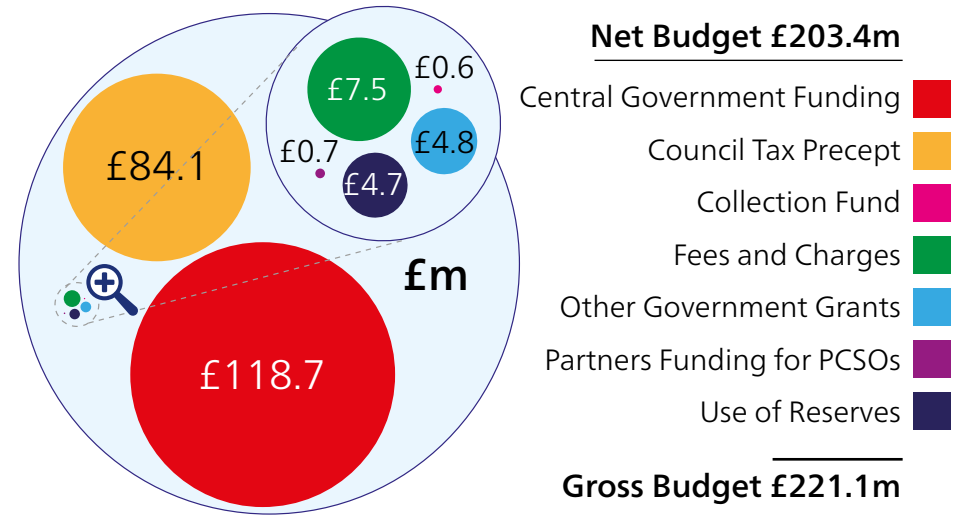 £7.5
£0.6
£4.8
£0.7
£4.7
£84.1
£m
£118.7
Net Budget £203.4m
Central Government Funding
Council Tax Precept
Collection Fund
Fees and Charges
Other Government Grants
Partners Funding for PCSOs
Use of Reserves
Gross Budget £221.1m